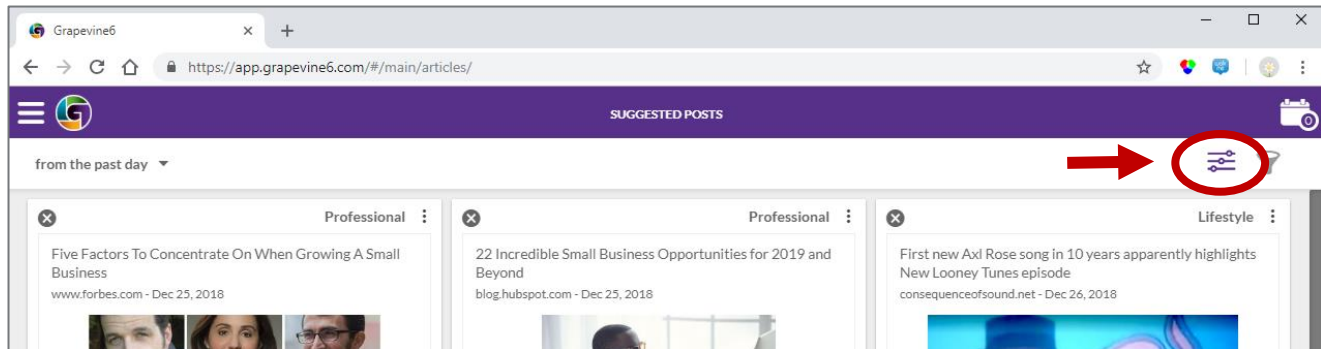 Grapevine6
https://app.grapevine6.com/#/main/articles/
SUGGESTED POSTS
0
from the past day
Professional
Five Factors To Concentrate On When Growing A Small
Business
www.forbes.com - Dec 25, 2018
Professional
22 Incredible Small Business Opportunities for 2019 and
Beyond
blog.hubspot.com - Dec 25, 2018
Lifestyle
First new Axl Rose song in 10 years apparently highlights
New Looney Tunes episode
consequenceofsound.net - Dec 26, 2018